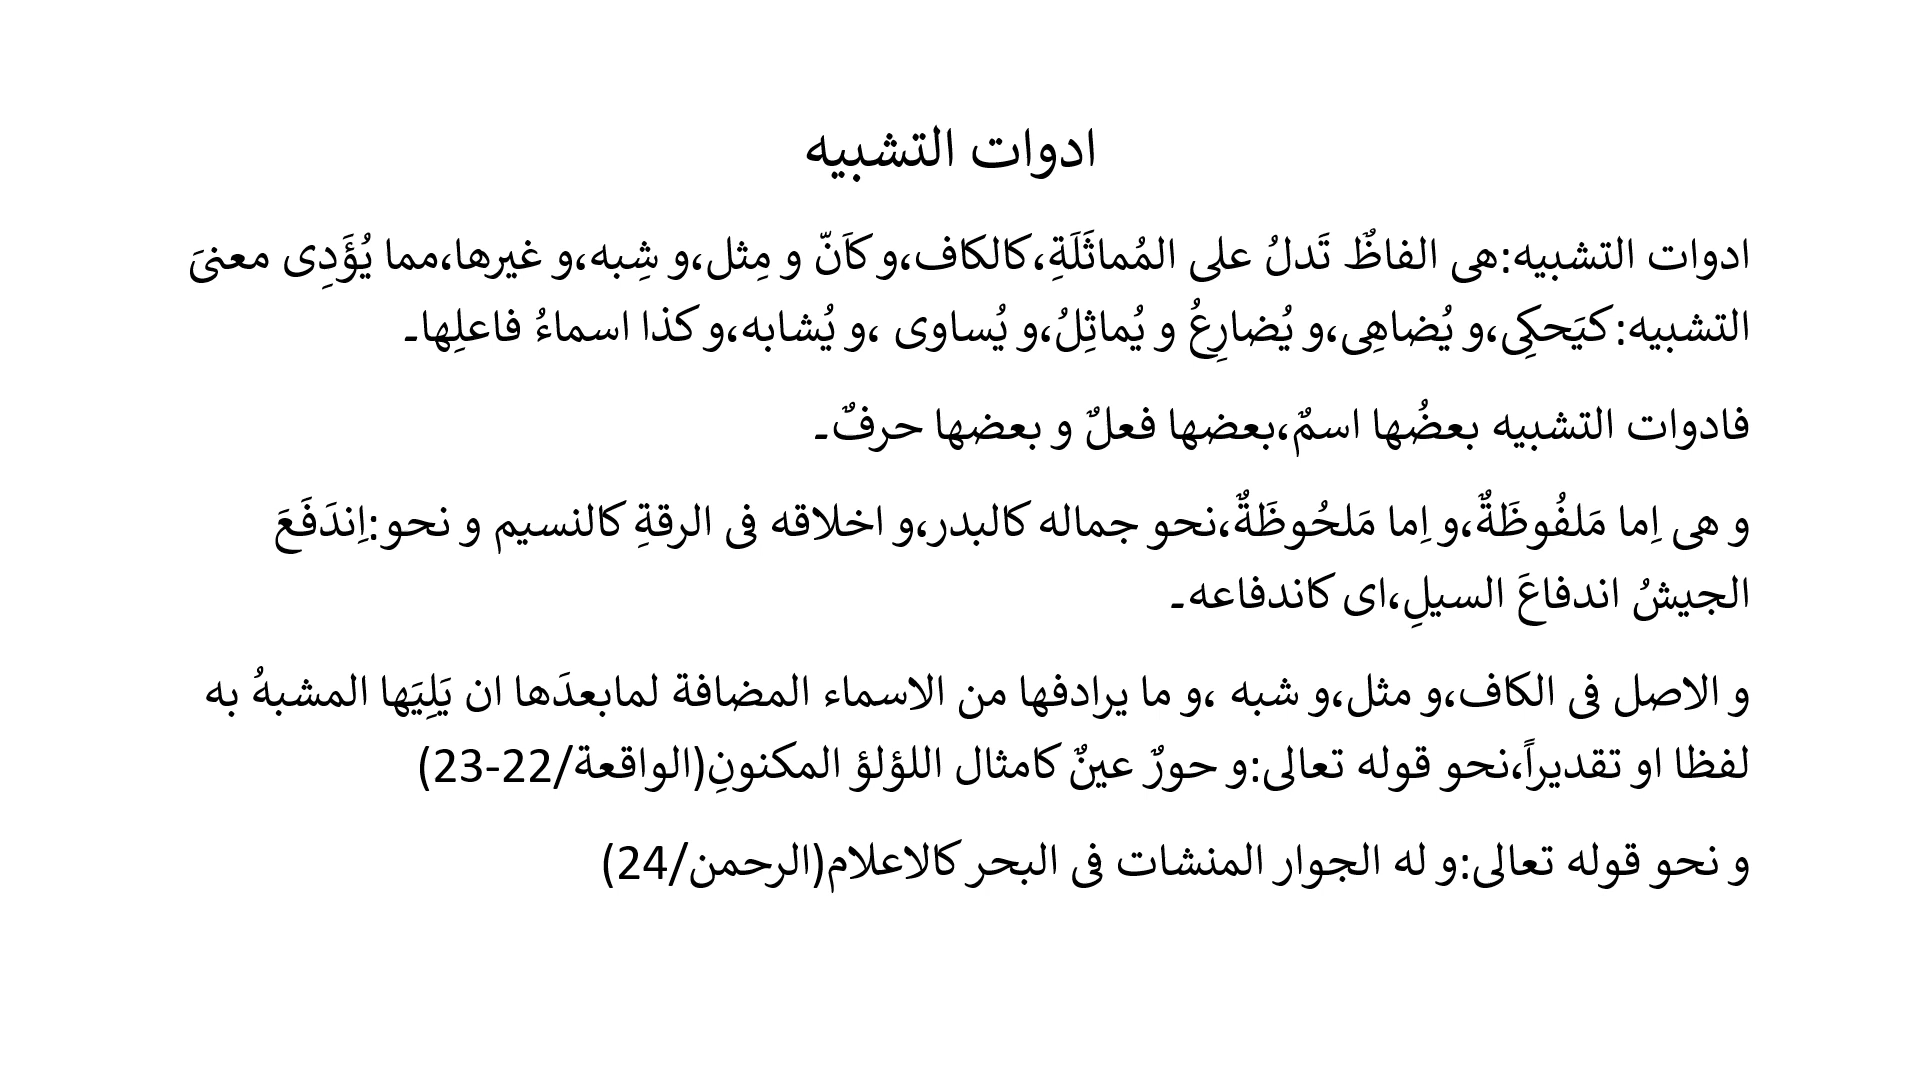 ادوات التشبیه
ادوات التشبیه:هی الفاظٌ تَدلُ علی المُماثَلَةِ،کالکاف،و کاَنّ و مِثل،و شِبه،و غیرها،مما یُؤَدِی معنیَ
التشبیه:کیَحکِی،و یُضاهِی،و یُضارِعُ و یُماثِلُ،و یُساوی ،و یُشابه،و کذا اسماءُ فاعلِها۔
فادوات التشبیه بعضُها اسمٌ،بعضها فعلٌ و بعضها حرفٌ۔
و هی اِما مَلفُوظَةٌ،و اِما مَلحُوظَةٌ،نحو جماله کالبدر،و اخلاقه فی الرقةِ کالنسیم و نحو:اِندَفَعَ
الجیشُ اندفاعَ السیلِ،ای کاندفاعه۔
و الاصل فی الکاف،و مثل،و شبه ،و ما یرادفها من الاسماء المضافة لمابعدَها ان یَلِیَها المشبهُ به
لفظا او تقدیراً،نحو قوله تعالی:و حورٌ عینٌ کامثال اللؤلؤ المکنونِ(الواقعة/22-23)
و نحو قوله تعالی:و له الجوار المنشات فی البحر کالاعلام(الرحمن/24)